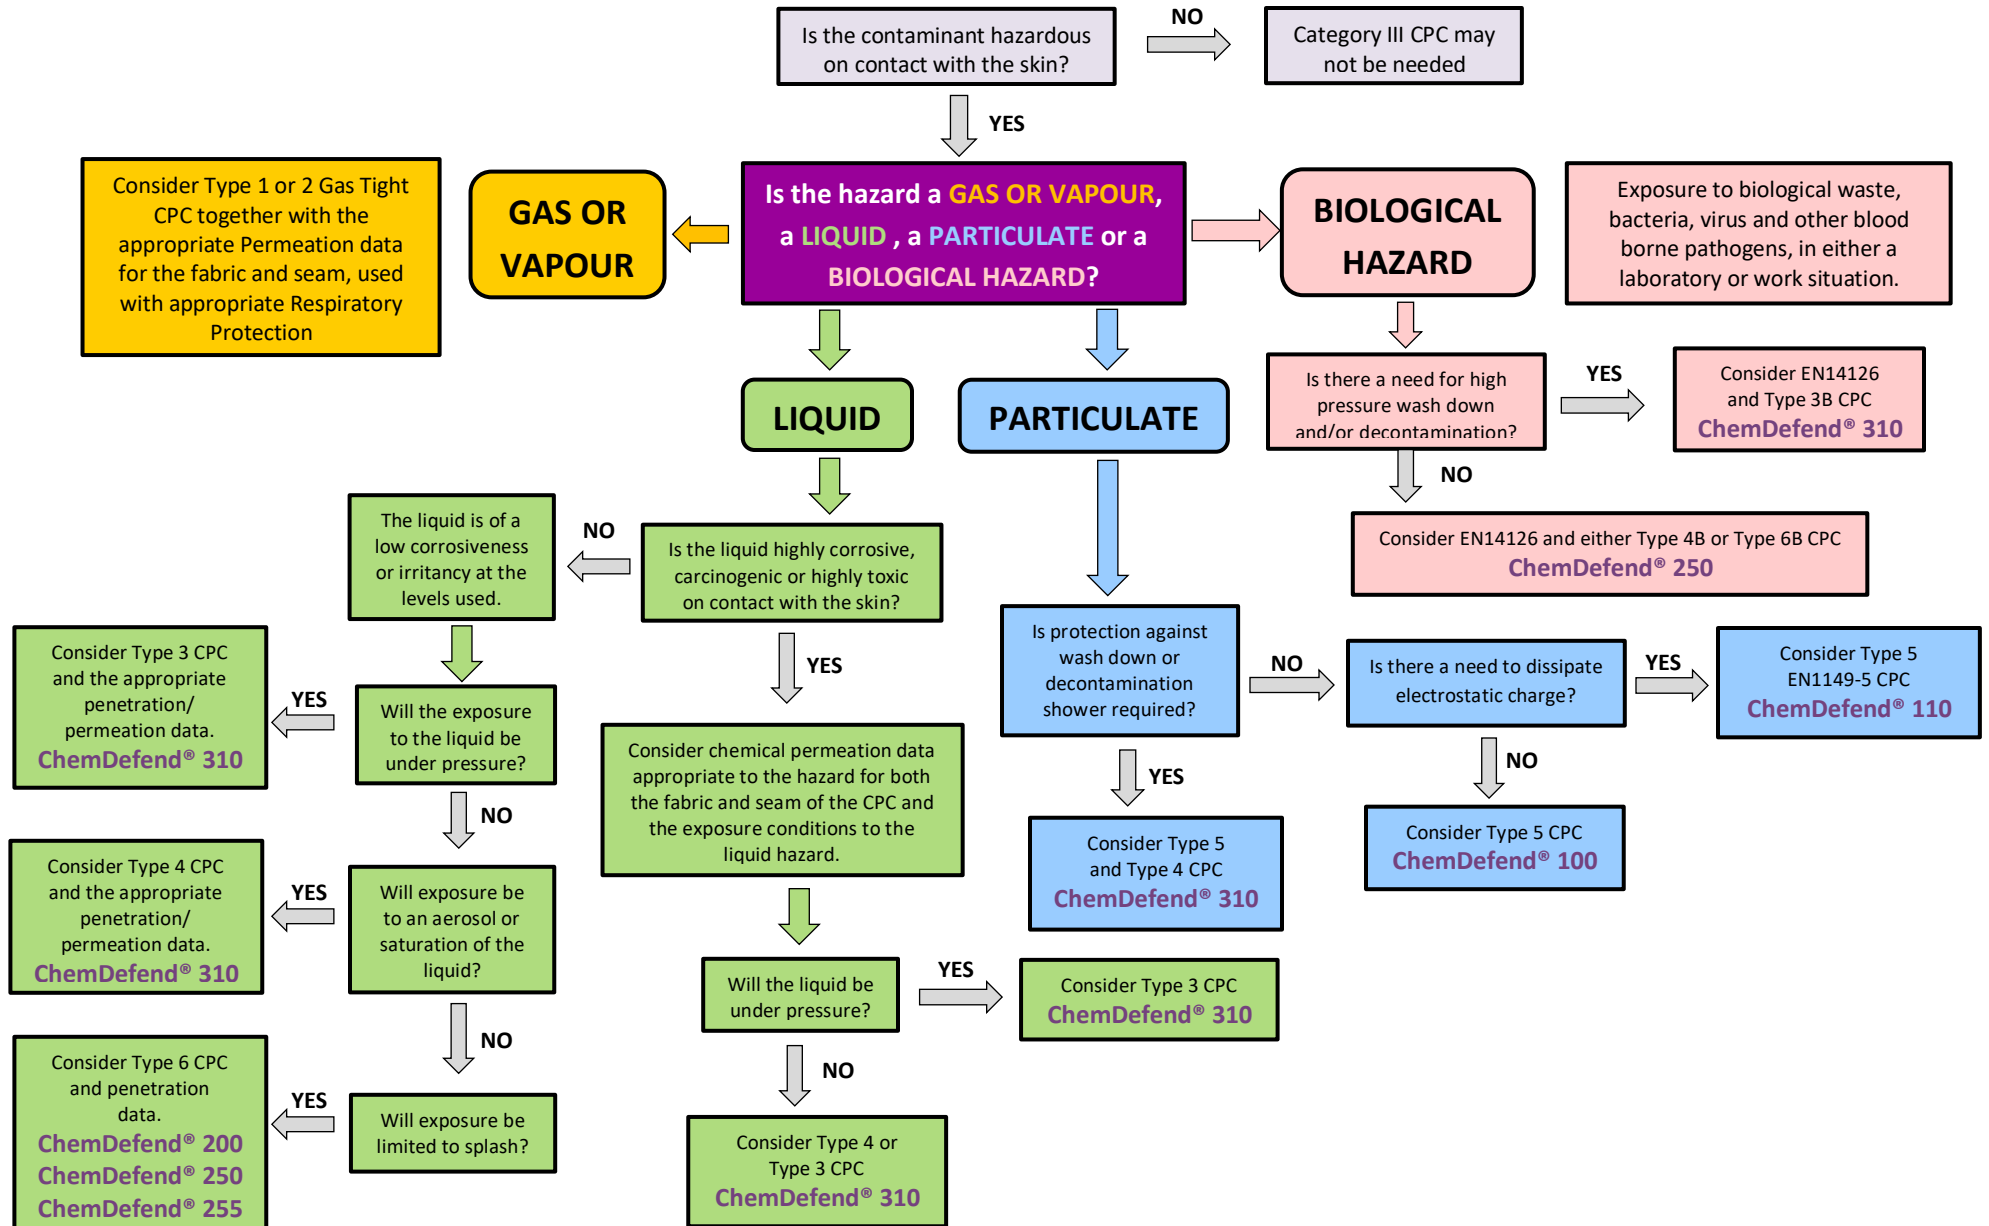 Is the contaminant hazardous
on contact with the skin?
NO
Category III CPC may
not be needed
YES
Consider Type 1 or 2 Gas Tight
CPC together with the
appropriate Permeation data
for the fabric and seam, used
with appropriate Respiratory
Protection
GAS OR
VAPOUR
Is the hazard a GAS OR VAPOUR,
a LIQUID , a PARTICULATE or a
BIOLOGICAL HAZARD?
BIOLOGICAL
HAZARD
Exposure to biological waste,
bacteria, virus and other blood
borne pathogens, in either a
laboratory or work situation.
LIQUID
PARTICULATE
Is there a need for high
pressure wash down
and/or decontamination?
YES
Consider EN14126
and Type 3B CPC
ChemDefend® 310
NO
Consider EN14126 and either Type 4B or Type 6B CPC
ChemDefend® 250
The liquid is of a
low corrosiveness
or irritancy at the
levels used.
NO
Is the liquid highly corrosive,
carcinogenic or highly toxic
on contact with the skin?
YES
Consider Type 3 CPC
and the appropriate
penetration/
permeation data.
ChemDefend® 310
YES
Will the exposure
to the liquid be
under pressure?
NO
Consider chemical permeation data
appropriate to the hazard for both
the fabric and seam of the CPC and
the exposure conditions to the
liquid hazard.
Is protection against
wash down or
decontamination
shower required?
NO
Is there a need to dissipate
electrostatic charge?
YES
Consider Type 5
EN1149-5 CPC
ChemDefend® 110
YES
NO
Consider Type 5
and Type 4 CPC
ChemDefend® 310
Consider Type 5 CPC
ChemDefend® 100
Consider Type 4 CPC
and the appropriate
penetration/
permeation data.
ChemDefend® 310
YES
Will exposure be
to an aerosol or
saturation of the
liquid?
NO
Will the liquid be
under pressure?
YES
Consider Type 3 CPC
ChemDefend® 310
NO
Consider Type 6 CPC
and penetration
data.
ChemDefend® 200
ChemDefend® 250
ChemDefend® 255
YES
Will exposure be
limited to splash?
Consider Type 4 or
Type 3 CPC
ChemDefend® 310